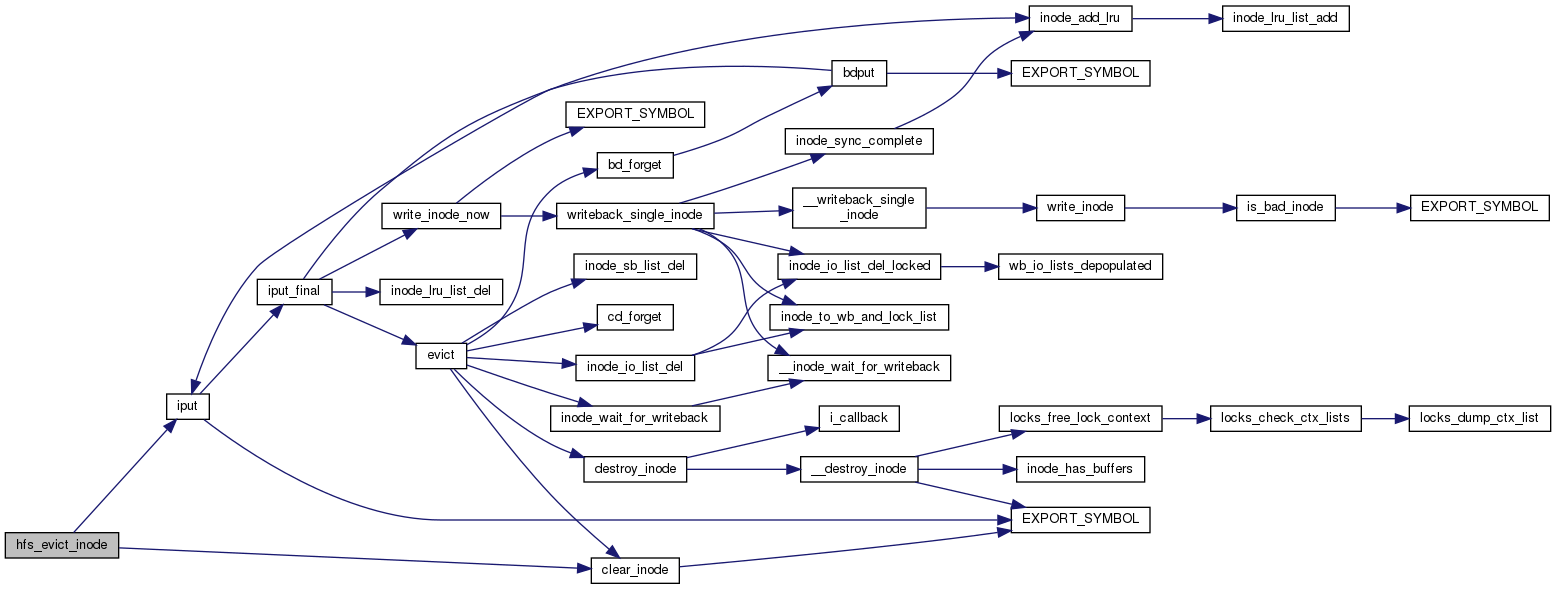 inode_add_lru
inode_lru_list_add
bdput
EXPORT_SYMBOL
EXPORT_SYMBOL
inode_sync_complete
bd_forget
__writeback_single
_inode
write_inode
is_bad_inode
EXPORT_SYMBOL
write_inode_now
writeback_single_inode
inode_sb_list_del
inode_io_list_del_locked
wb_io_lists_depopulated
iput_final
inode_lru_list_del
cd_forget
inode_to_wb_and_lock_list
evict
inode_io_list_del
__inode_wait_for_writeback
iput
inode_wait_for_writeback
i_callback
locks_free_lock_context
locks_check_ctx_lists
locks_dump_ctx_list
destroy_inode
__destroy_inode
inode_has_buffers
EXPORT_SYMBOL
hfs_evict_inode
clear_inode